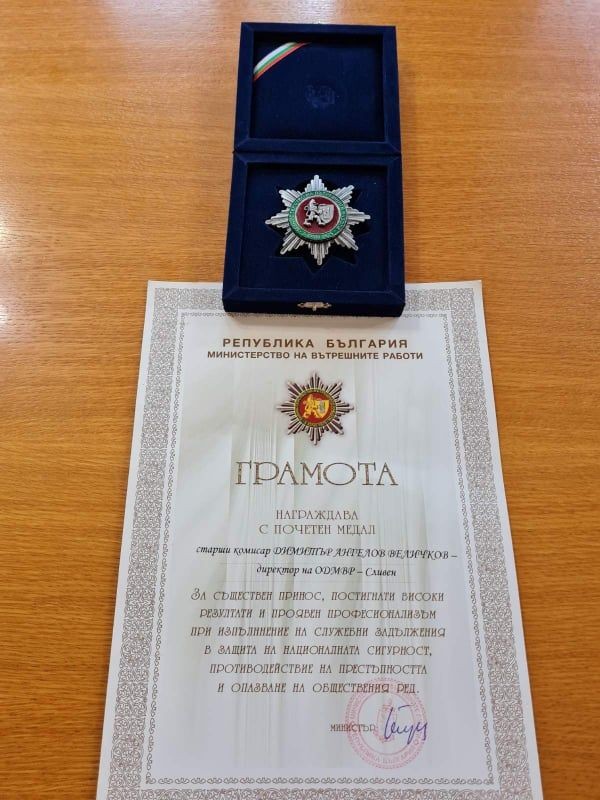 РЕПУБЛИКА БЪЛГАРИЯ
МИНИСТЕРСТВО НА ВЪТРЕШНИТЕ РАБОТИ
ГРАМОТА
НАГРАЖДАВА
С ПОЧЕТЕН МЕДАЛ
старши комисар ДИМИТЪР АНГЕЛОВ ВЕЛИЧКОВ –
директор на ОДМВР – Сливен
ЗА СЪЩЕСТВЕН ПРИНОС, ПОСТИГНАТИ ВИСОКИ
РЕЗУЛТАТИ И ПРОЯВЕН ПРОФЕСИОНАЛИЗЪМ
ПРИ ИЗПЪЛНЕНИЕ НА СЛУЖЕБНИ ЗАДЪЛЖЕНИЯ
В ЗАЩИТА НА НАЦИОНАЛНАТА СИГУРНОСТ,
ПРОТИВОДЕЙСТВИЕ НА ПРЕСТЪПНОСТТА
И ОПАЗВАНЕ НА ОБЩЕСТВЕНИЯ РЕД.
МИНИСТЪР: